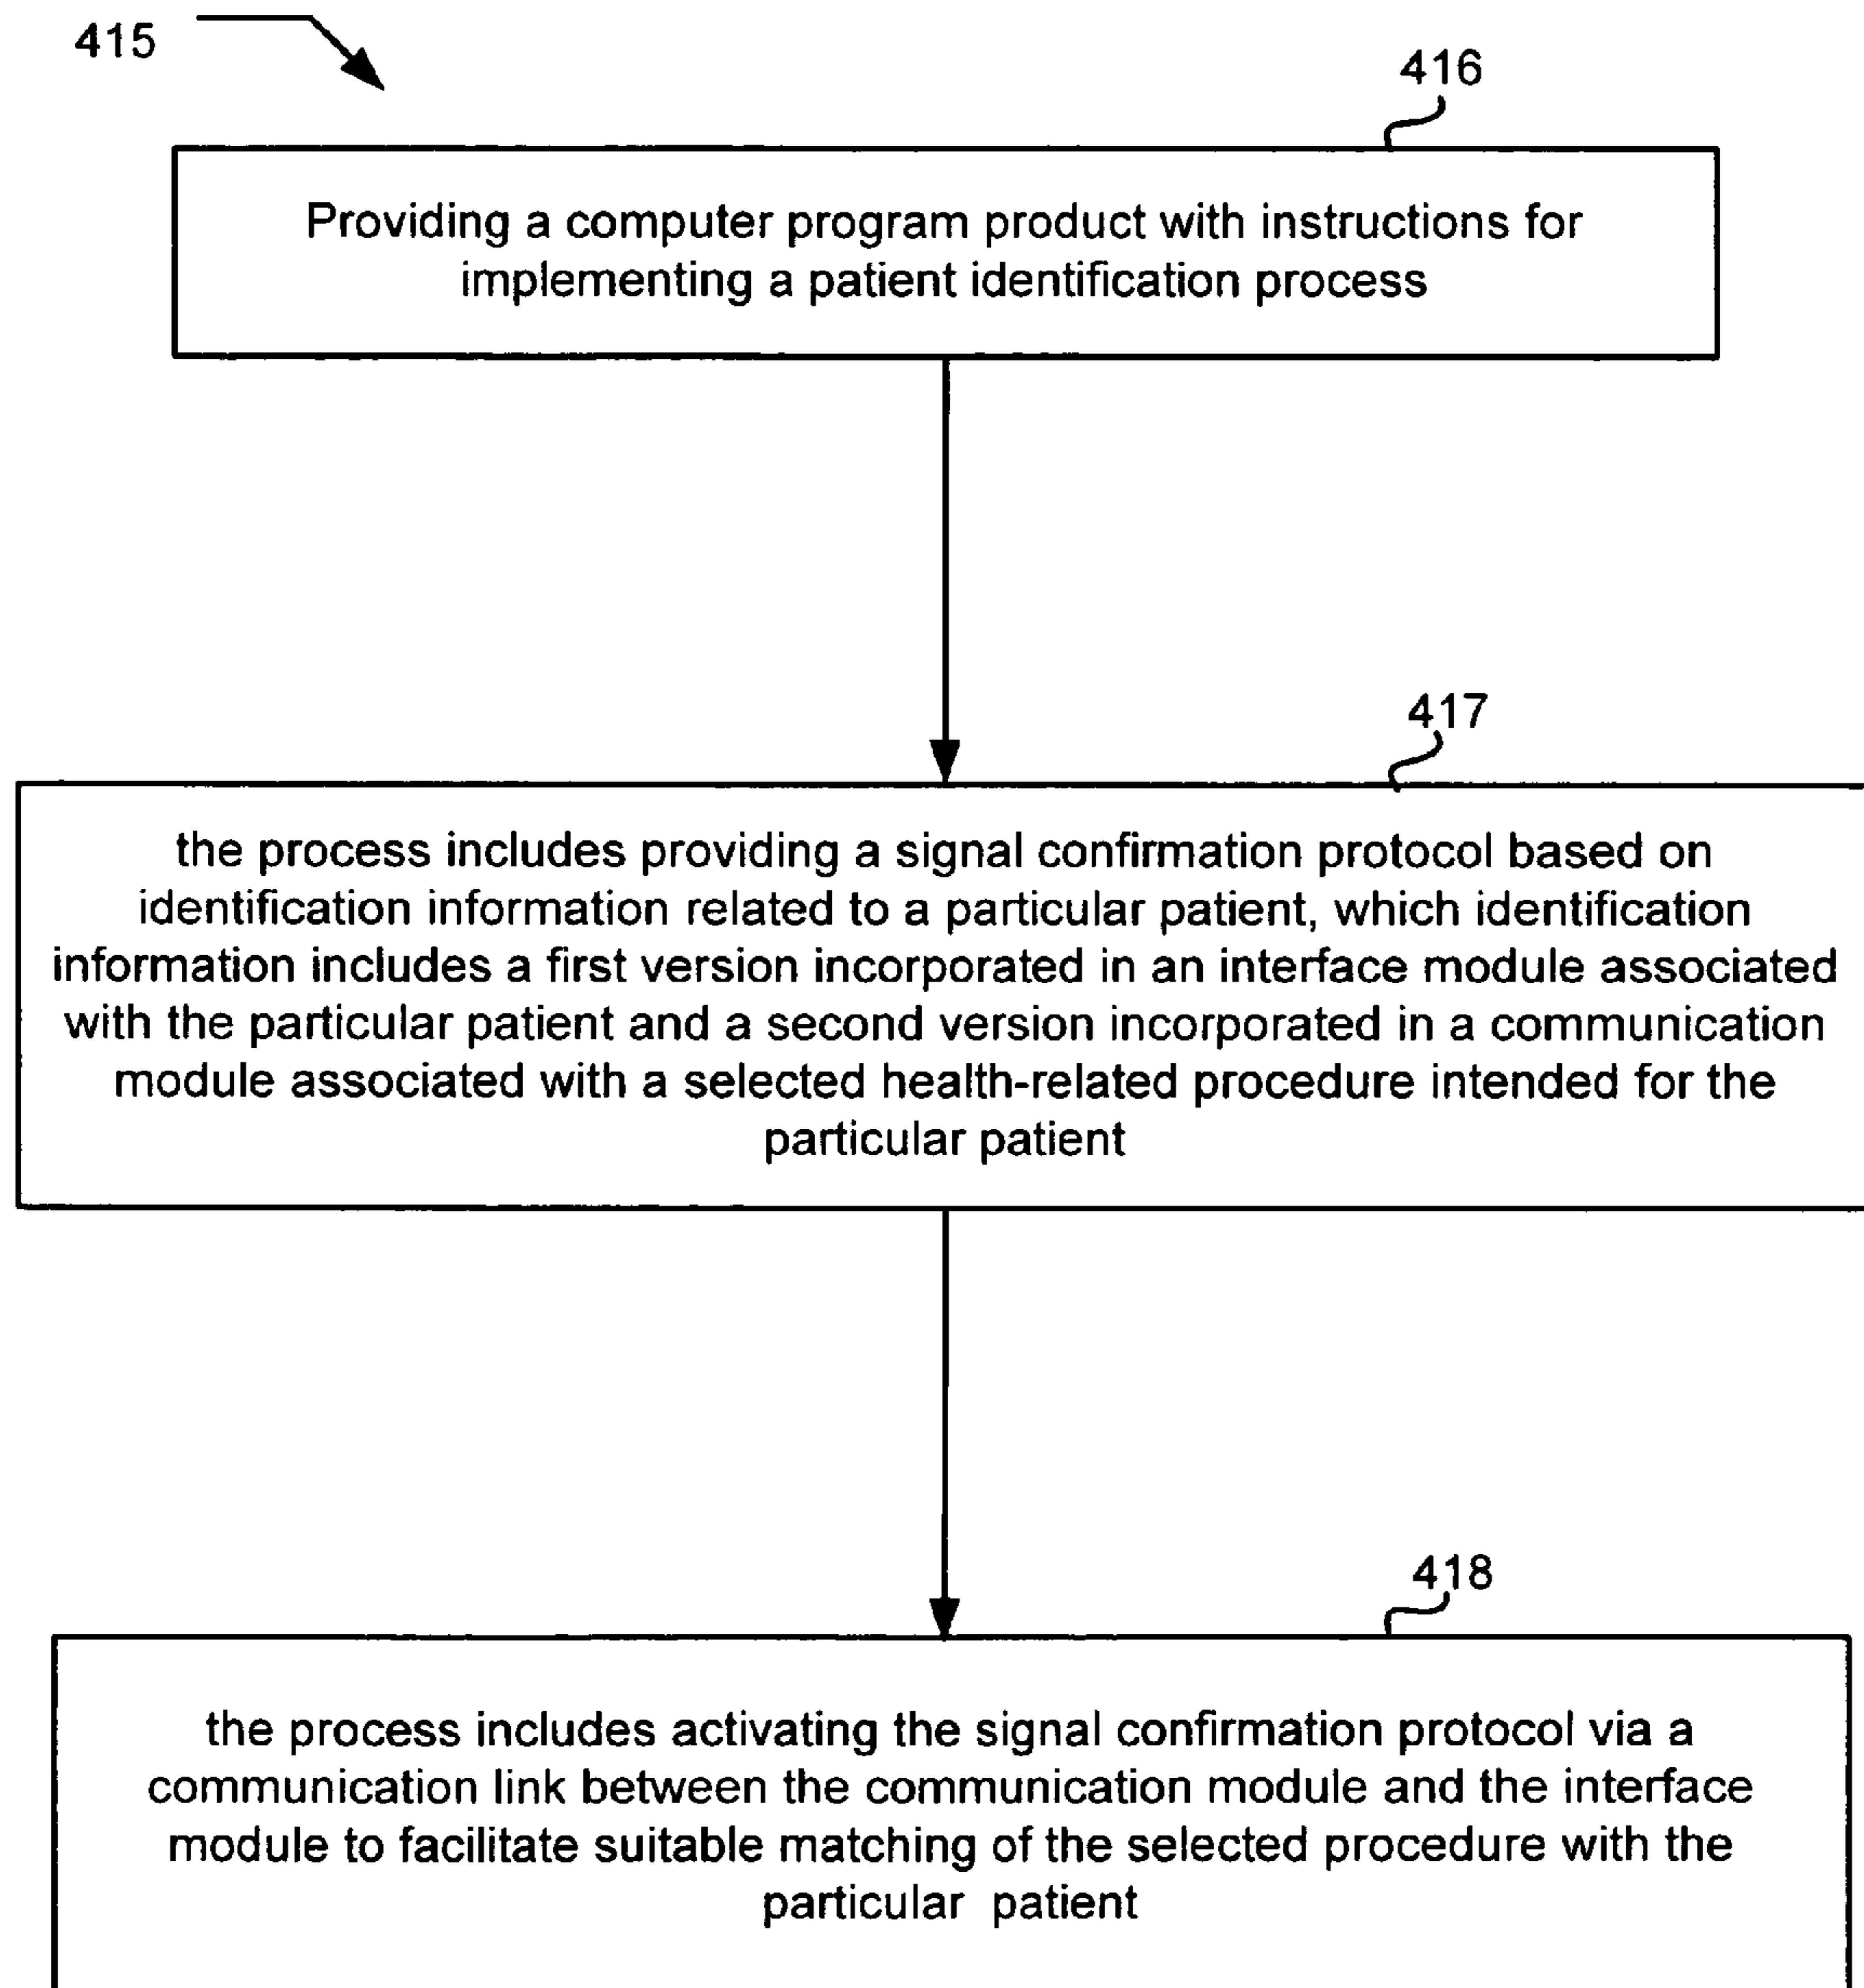 415
416
Providing a computer program product with instructions for
implementing a patient identification process
417
the process includes providing a signal confirmation protocol based on
identification information related to a particular patient, which identification
information includes a first version incorporated in an interface module associated
with the particular patient and a second version incorporated in a communication
module associated with a selected health-related procedure intended for the
particular patient
418
the process includes activating the signal confirmation protocol via a
communication link between the communication module and the interface
module to facilitate suitable matching of the selected procedure with the
particular patient